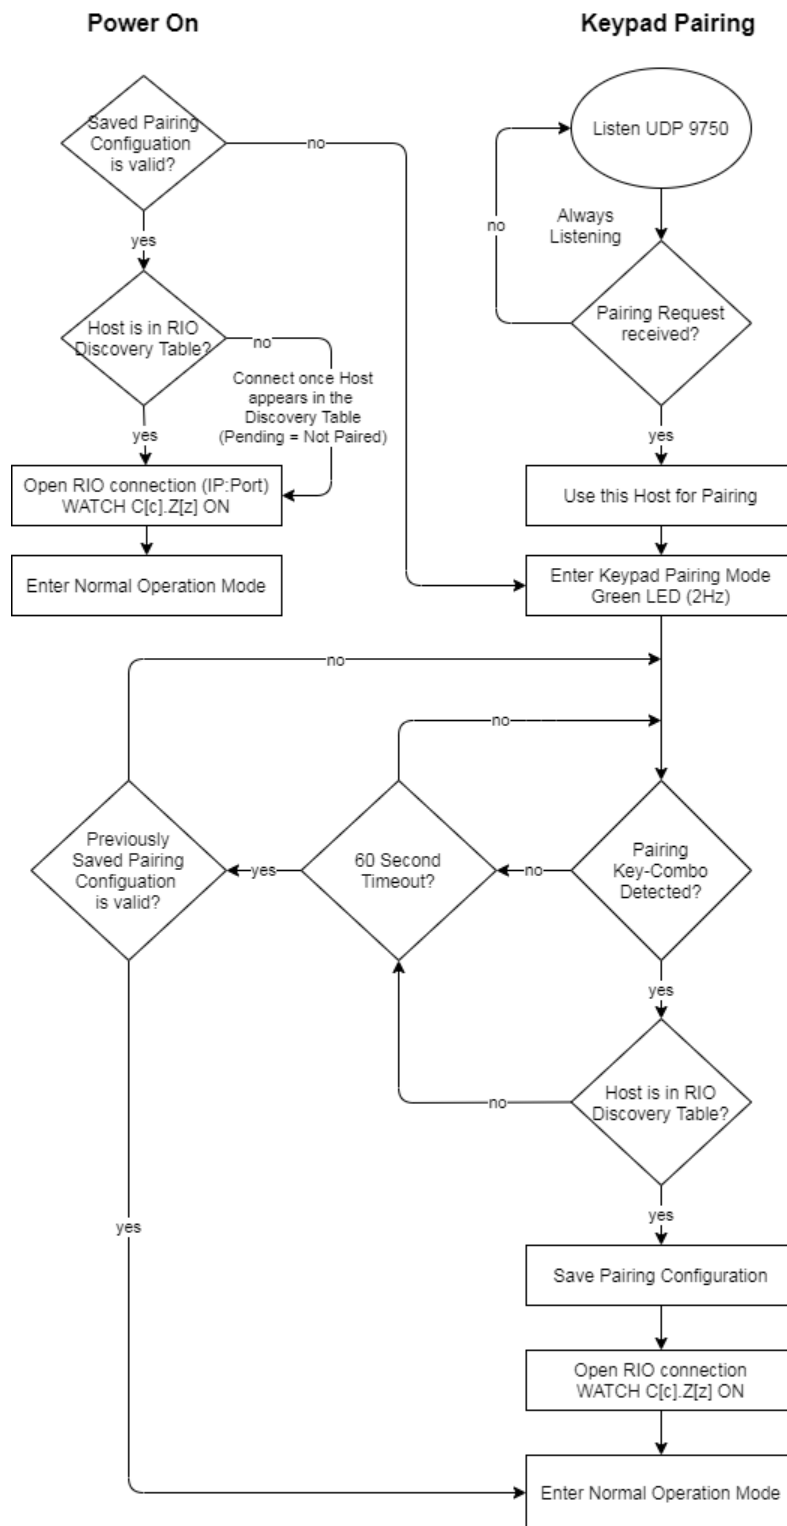 Power On
Keypad Pairing
Saved Pairing
Configuation
is valid?
no
yes
Host is in RIO
Discovery Table?
no
Connect once Host
appears in the
Discovery Table
(Pending = Not Paired)
yes
Open RIO connection (IP:Port)
WATCH C[c].Z[z] ON
Enter Normal Operation Mode
Listen UDP 9750
Always
Listening
no
Pairing Request
received?
yes
Use this Host for Pairing
Enter Keypad Pairing Mode
Green LED (2Hz)
no
no
Previously
Saved Pairing
Configuation
is valid?
yes
60 Second
Timeout?
no
Pairing
Key-Combo
Detected?
yes
no
Host is in RIO
Discovery Table?
yes
yes
Save Pairing Configuration
Open RIO connection
WATCH C[c].Z[z] ON
Enter Normal Operation Mode